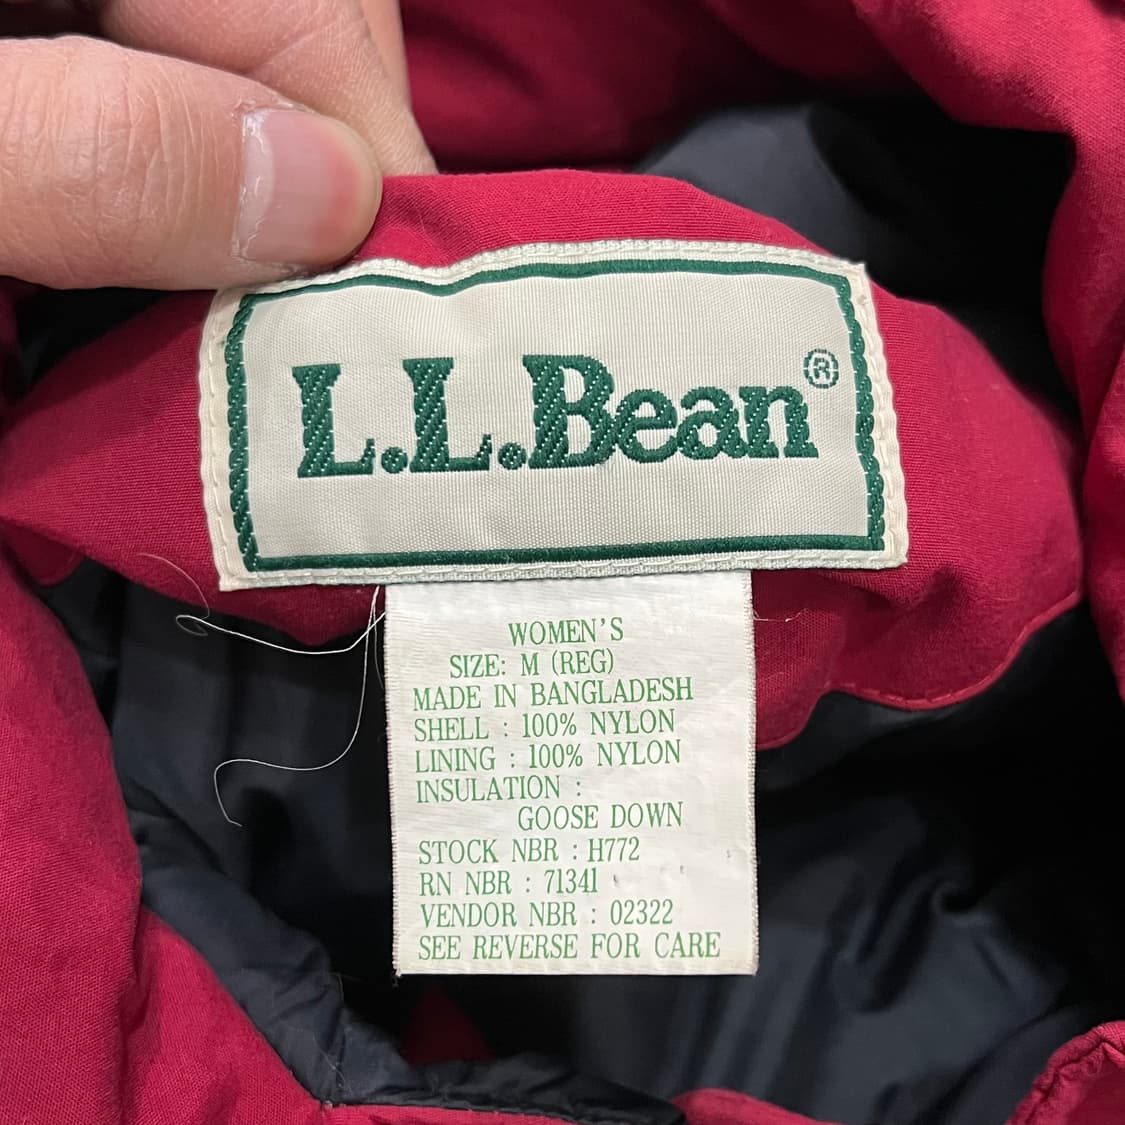 L.L.Bean®
WOMEN'S
SIZE: M (REG)
MADE IN BANGLADESH
SHELL : 100% NYLON
LINING : 100% NYLON
INSULATION :
GOOSE DOWN
STOCK NBR : H772
RN NBR : 71341
VENDOR NBR : 02322
SEE REVERSE FOR CARE